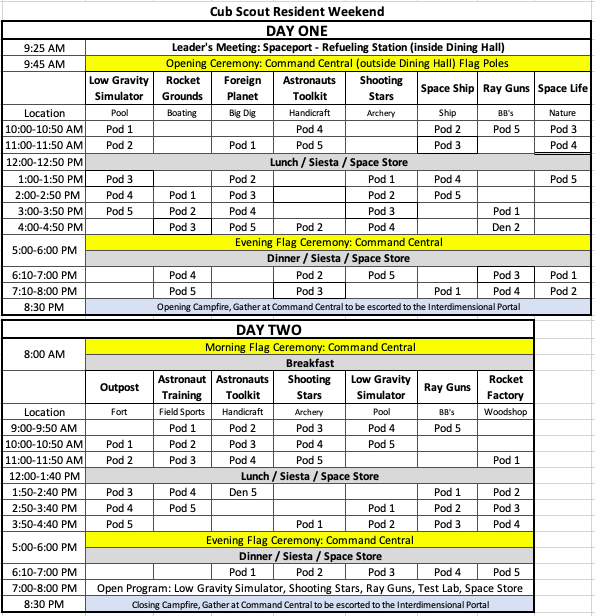 Cub Scout Resident Weekend
DAY ONE
9:25 AM Leader's Meeting: Spaceport - Refueling Station (inside Dining Hall)
9:45 AM Opening Ceremony: Command Central (outside Dining Hall) Flag Poles
Low Gravity Rocket Foreign Astronauts Shooting Space Ship Ray Guns Space Life
Simulator Grounds Planet Toolkit Stars
Location Pool Boating Big Dig Handicraft Archery Ship BB's Nature
10:00-10:50 AM Pod 1 Pod 4 Pod 2 Pod 5 Pod 3
11:00-11:50 AM Pod 2 Pod 1 Pod 5 Pod 3 Pod 4
12:00-12:50 PM Lunch / Siesta / Space Store
1:00-1:50 PM Pod 3 Pod 2 Pod 1 Pod 4 Pod 5
2:00-2:50 PM Pod 4 Pod 1 Pod 3 Pod 2 Pod 5
3:00-3:50 PM Pod 5 Pod 2 Pod 4 Pod 3 Pod 1
4:00-4:50 PM Pod 3 Pod 5 Pod 2 Pod 4 Den 2
5:00-6:00 PM Evening Flag Ceremony: Command Central
Dinner / Siesta / Space Store
6:10-7:00 PM Pod 4 Pod 2 Pod 5 Pod 3 Pod 1
7:10-8:00 PM Pod 5 Pod 3 Pod 1 Pod 4 Pod 2
8:30 PM Opening Campfire, Gather at Command Central to be escorted to the Interdimensional Portal
DAY TWO
8:00 AM Morning Flag Ceremony: Command Central
Breakfast
Outpost Astronaut Astronauts Shooting Low Gravity Ray Guns Rocket
Training Toolkit Stars Simulator Factory
Location Fort Field Sports Handicraft Archery Pool BB's Woodshop
9:00-9:50 AM Pod 1 Pod 2 Pod 3 Pod 4 Pod 5
10:00-10:50 AM Pod 1 Pod 2 Pod 3 Pod 4 Pod 5
11:00-11:50 AM Pod 2 Pod 3 Pod 4 Pod 5 Pod 1
12:00-1:40 PM Lunch / Siesta / Space Store
1:50-2:40 PM Pod 3 Pod 4 Den 5 Pod 1 Pod 2
2:50-3:40 PM Pod 4 Pod 5 Pod 1 Pod 2 Pod 3
3:50-4:40 PM Pod 5 Pod 1 Pod 2 Pod 3 Pod 4
5:00-6:00 PM Evening Flag Ceremony: Command Central
Dinner / Siesta / Space Store
6:10-7:00 PM Pod 1 Pod 2 Pod 3 Pod 4 Pod 5
7:00-8:00 PM Open Program: Low Gravity Simulator, Shooting Stars, Ray Guns, Test Lab, Space Store
8:30 PM Closing Campfire, Gather at Command Central to be escorted to the Interdimensional Portal